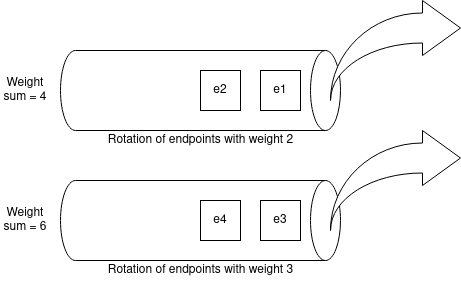 Weight
sum = 4
e2
e1
Rotation of endpoints with weight 2
Weight
sum = 6
e4
e3
Rotation of endpoints with weight 3